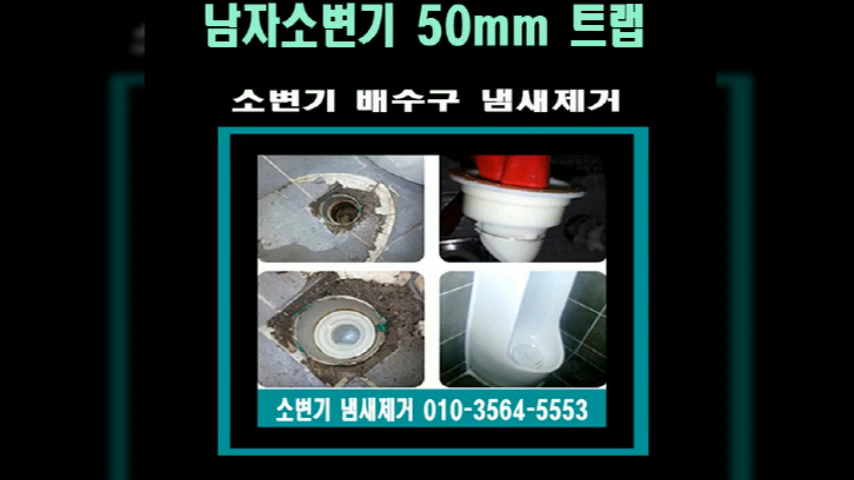 남자소변기 50mm 트랩
소변기 배수구 냄새제거
소변기 냄새제거 010-3564-5553